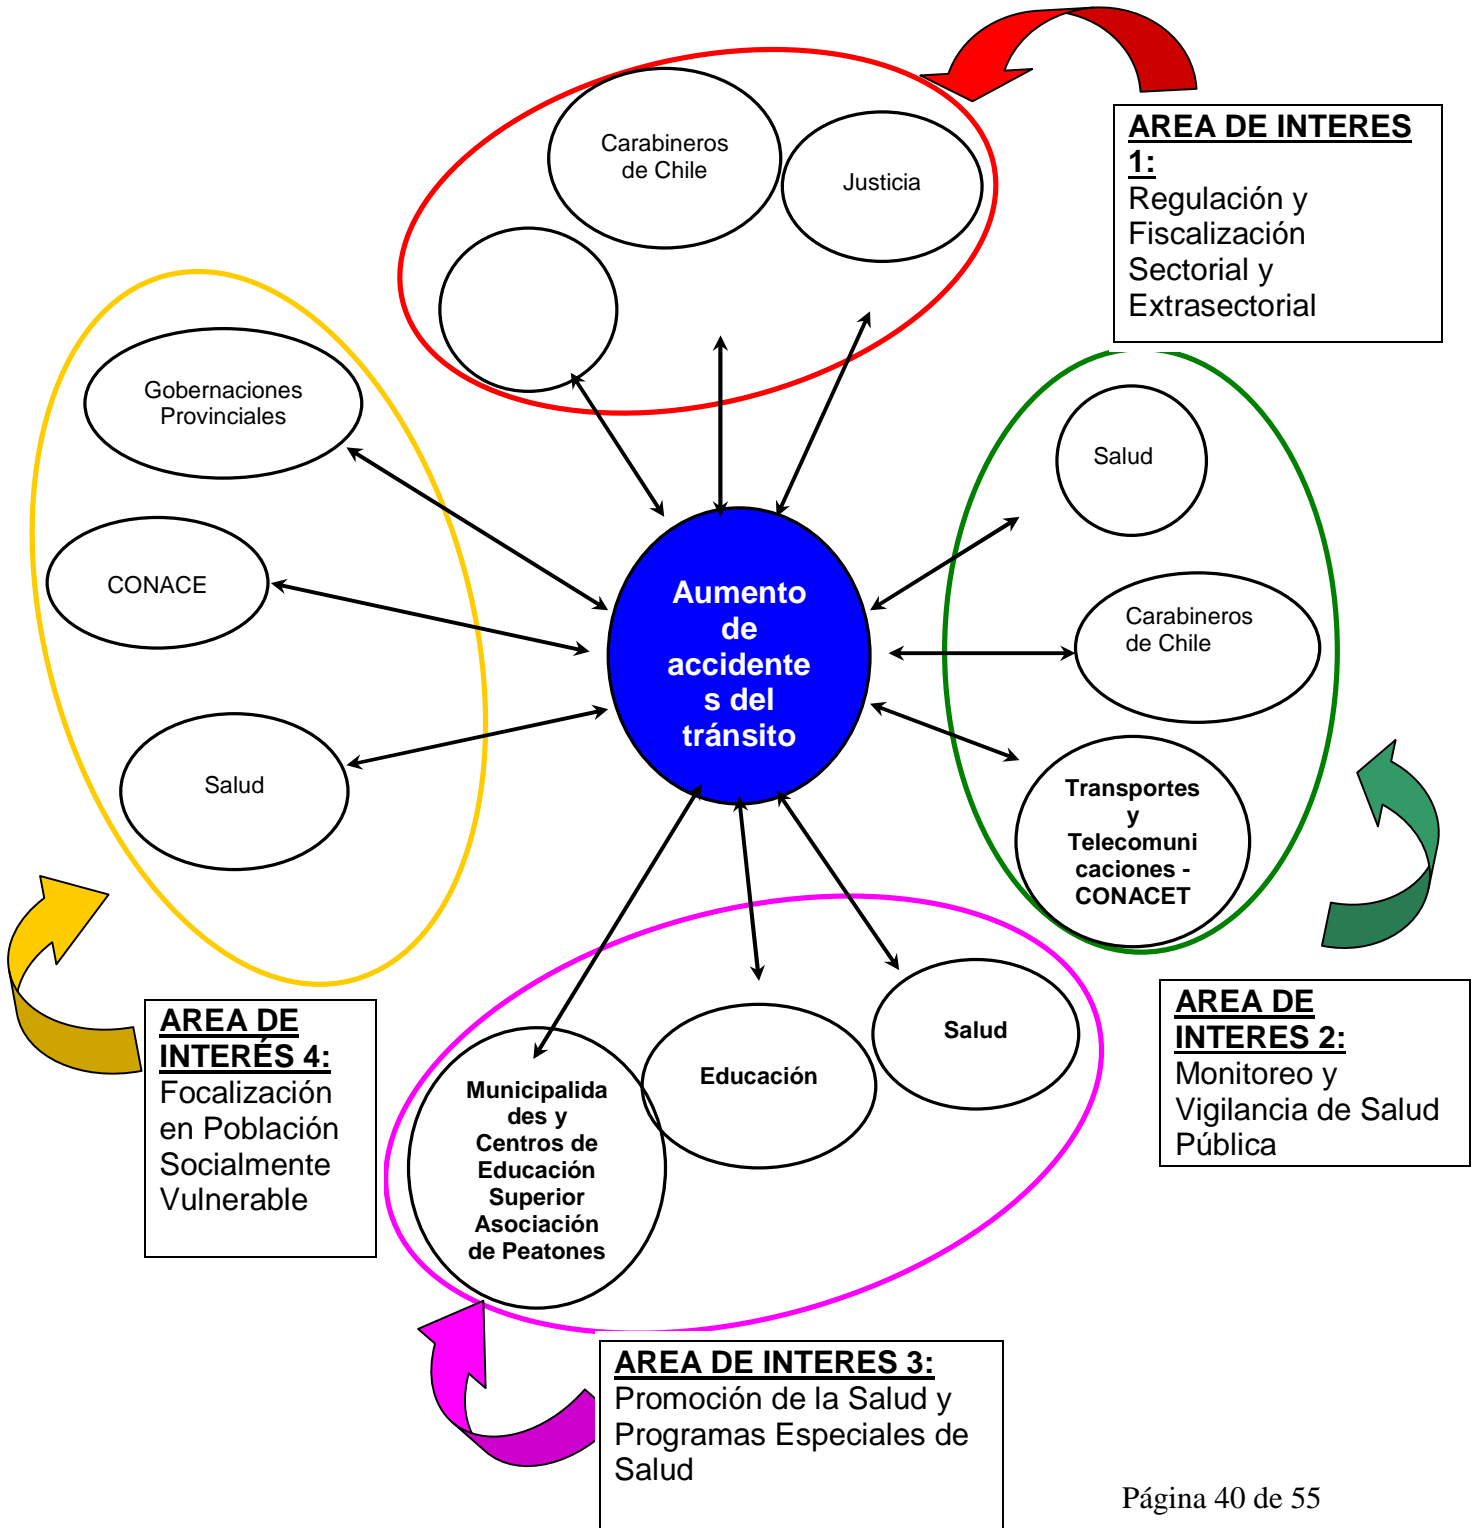 Carabineros
de Chile
Justicia
AREA DE INTERES
1:
Regulación y
Fiscalización
Sectorial y
Extrasectorial
Gobernaciones
Provinciales
CONACE
Salud
Aumento
de
accidente
s del
tránsito
Salud
Carabineros
de Chile
Transportes
y
Telecomuni
caciones -
CONACET
AREA DE
INTERÉS 4:
Focalización
en Población
Socialmente
Vulnerable
Municipalida
des y
Centros de
Educación
Superior
Asociación
de Peatones
Educación
Salud
AREA DE
INTERES 2:
Monitoreo y
Vigilancia de Salud
Pública
AREA DE INTERES 3:
Promoción de la Salud y
Programas Especiales de
Salud
Página 40 de 55